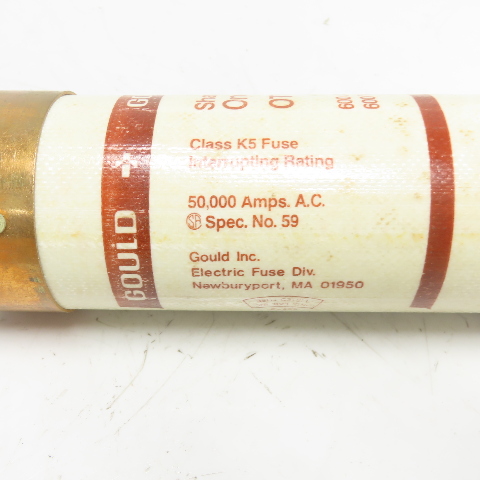 Class K5 Fuse
Interrupting Rating
50,000 Amps. A.C.
Spec. No. 59
Gould Inc.
Electric Fuse Div.
Newburyport, MA 01950
GOULD